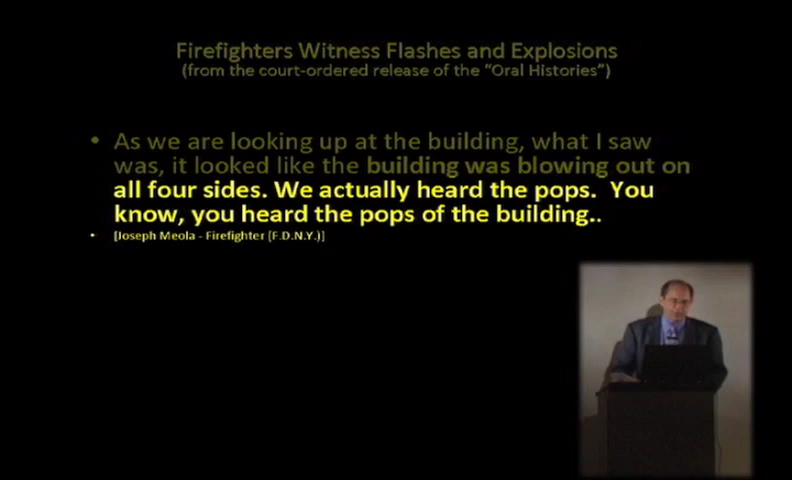 Firefighters Witness Flashes and Explosions
(from the court-ordered release of the “Oral Histories”)
• As we are looking up at the building, what I saw
was, it looked like the building was blowing out on
all four sides. We actually heard the pops. You
know, you heard the pops of the building..
• [Joseph Meola - Firefighter (F.D.N.Y.)]